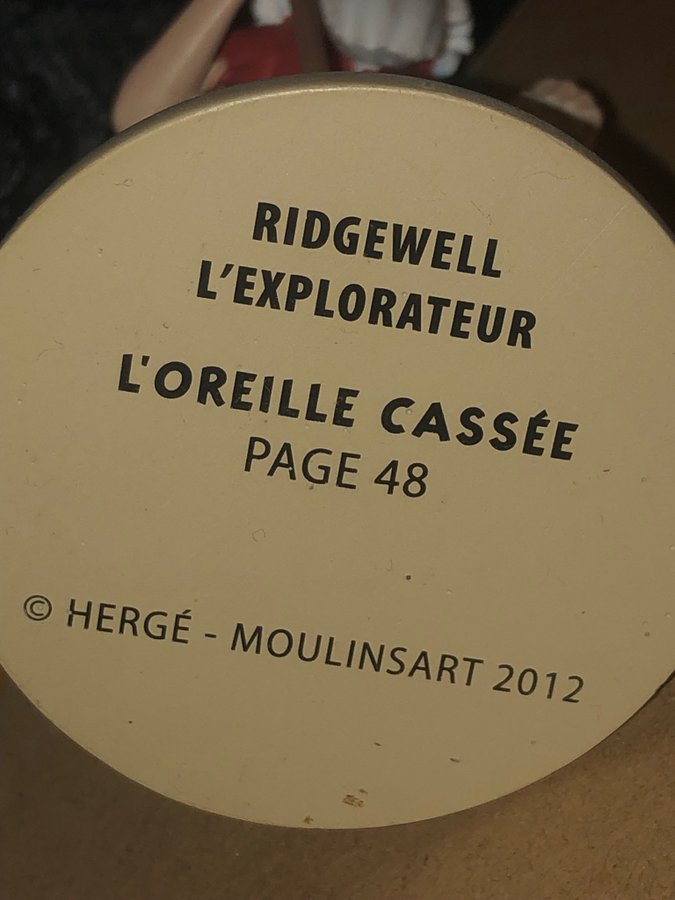 RIDGEWELL
L'EXPLORATEUR
L'OREILLE CASSÉE
PAGE 48
© HERGÉ - MOULINSART 2012